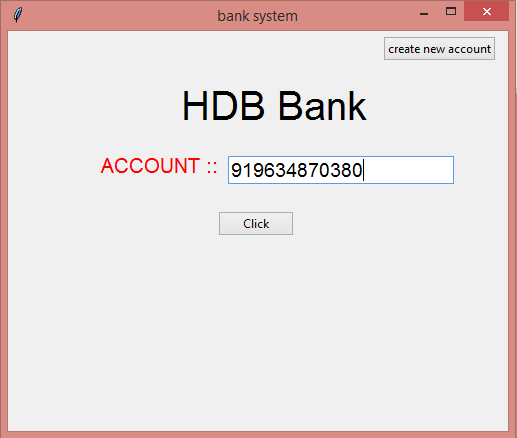 bank system
create new account
HDB Bank
ACCOUNT :: 919634870380
Click